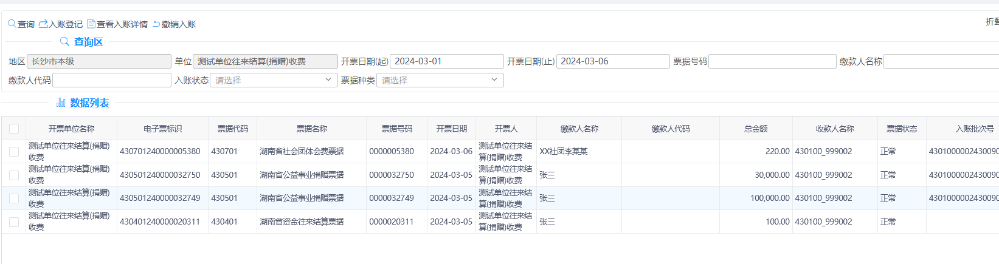 查询 入账登记 查看入账详情 撤销入账
查询区
地区 长沙市本级 单位 测试单位往来结算(捐赠)收费 开票日期(起) 2024-03-01 开票日期(止) 2024-03-06 票据号码 缴款人名称
缴款人代码 入账状态 请选择 票据种类 请选择
数据列表
开票单位名称 电子票标识 票据代码 票据名称 票据号码 开票日期 开票人 缴款人名称 缴款人代码 总金额 收款人名称 票据状态 入账批次号
测试单位往来结算(捐赠)收费 430701240000005380 430701 湖南省社会团体会费票据 0000005380 2024-03-06 测试单位往来结算(捐赠)收费 XX社团李某某 220.00 430100_999002 正常 4301000002430090
测试单位往来结算(捐赠)收费 430501240000032750 430501 湖南省公益事业捐赠票据 0000032750 2024-03-05 测试单位往来结算(捐赠)收费 张三 30,000.00 430100_999002 正常 4301000002430090
测试单位往来结算(捐赠)收费 430501240000032749 430501 湖南省公益事业捐赠票据 0000032749 2024-03-05 测试单位往来结算(捐赠)收费 张三 100,000.00 430100_999002 正常 4301000002430090
测试单位往来结算(捐赠)收费 430401240000020311 430401 湖南省资金往来结算票据 0000020311 2024-03-05 测试单位往来结算(捐赠)收费 张三 100.00 430100_999002 正常